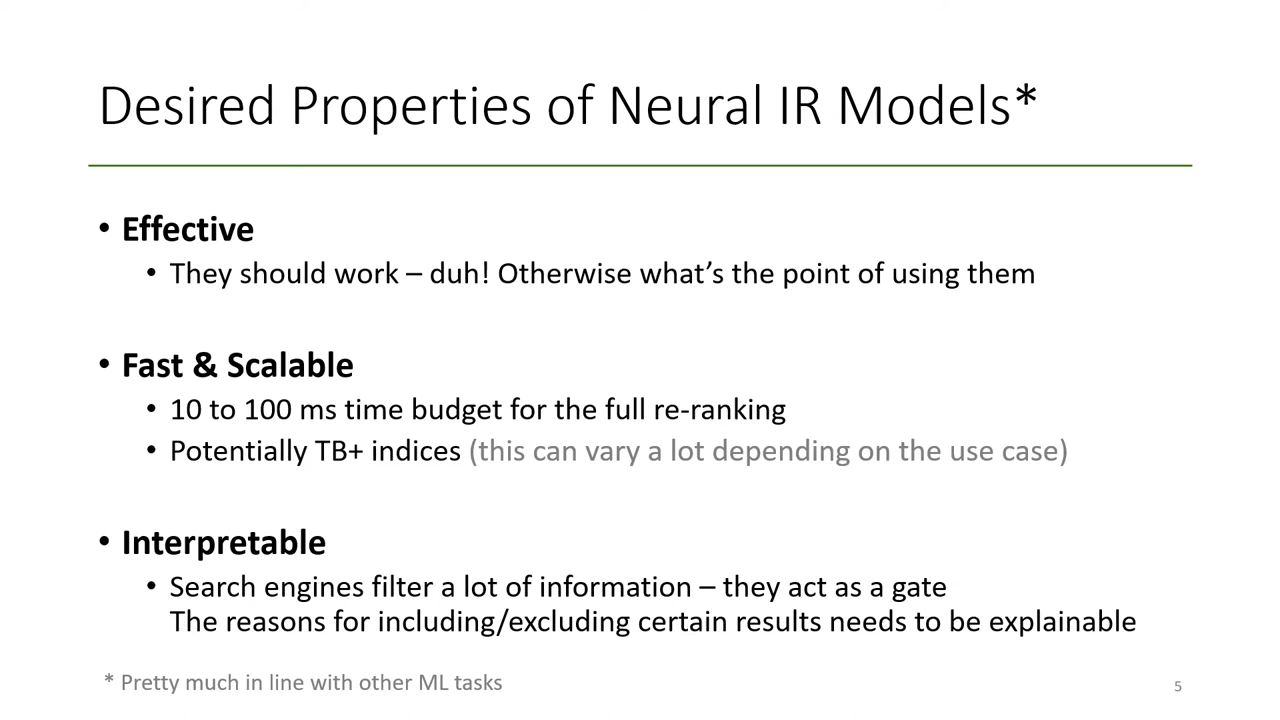 Desired Properties of Neural IR Models*
• Effective
• They should work – duh! Otherwise what’s the point of using them
• Fast & Scalable
• 10 to 100 ms time budget for the full re-ranking
• Potentially TB+ indices (this can vary a lot depending on the use case)
• Interpretable
• Search engines filter a lot of information – they act as a gate
The reasons for including/excluding certain results needs to be explainable
* Pretty much in line with other ML tasks
5